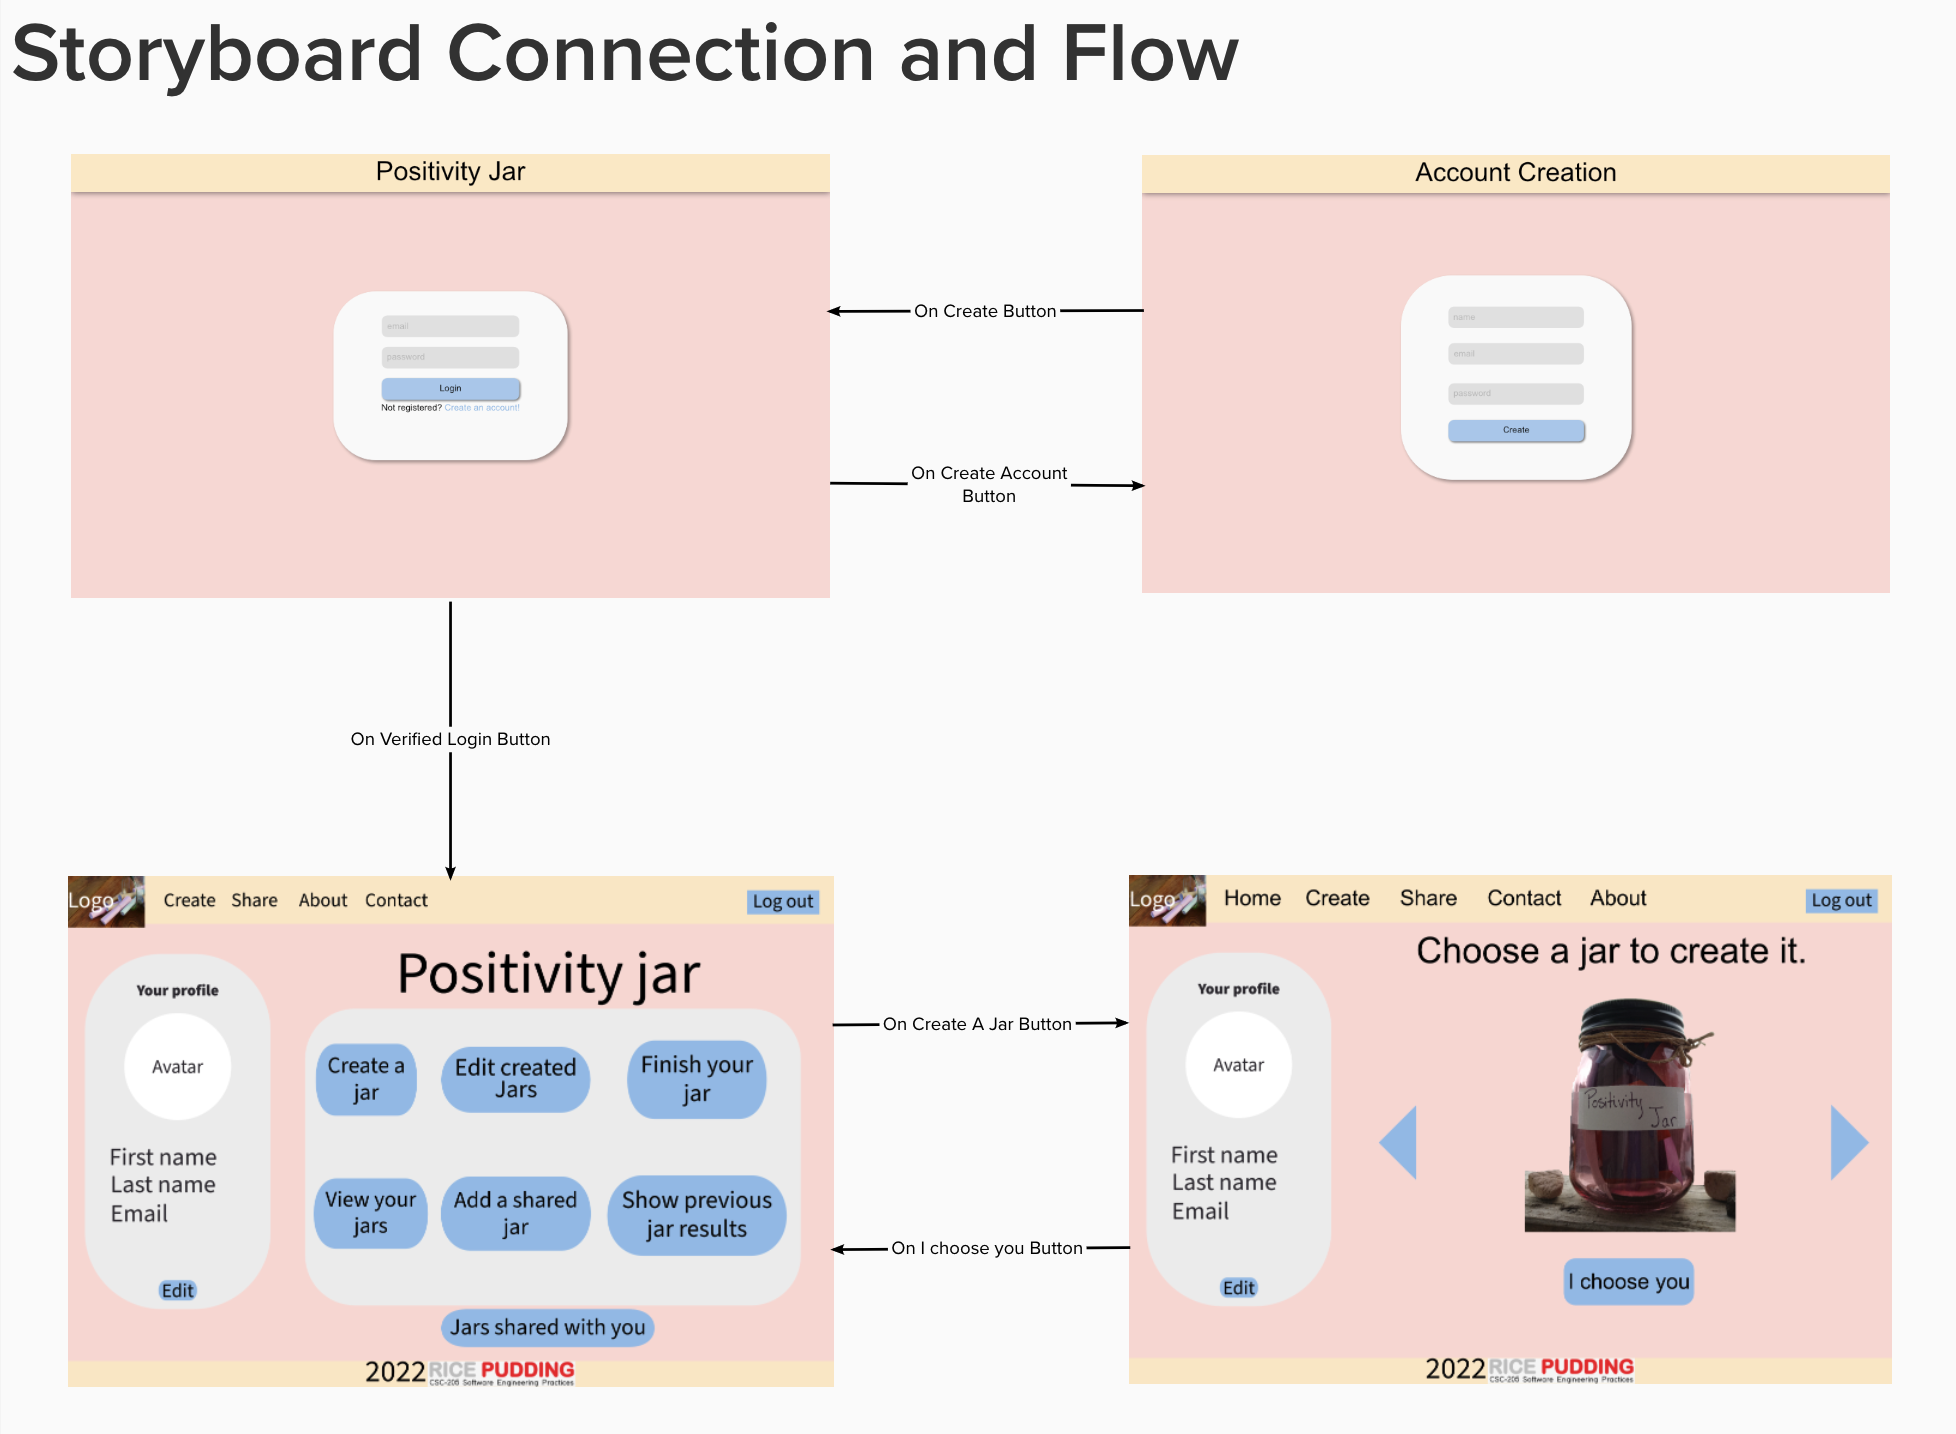 Storyboard Connection and Flow
Positivity Jar
email
password
Login
Not registered? Create an account!
On Create Button
On Create Account
Button
Account Creation
name
email
password
Create
On Verified Login Button
Logo
Create Share About Contact
Log out
Your profile
Avatar
First name
Last name
Email
Edit
Positivity jar
Create a
jar
Edit created
Jars
Finish your
jar
View your
jars
Add a shared
jar
Show previous
jar results
Jars shared with you
2022 RICE PUDDING
CSC-205 Software Engineering Practices
On Create A Jar Button
On I choose you Button
Logo
Home Create Share Contact About
Log out
Your profile
Avatar
First name
Last name
Email
Edit
Choose a jar to create it.
Positivity
Jar
I choose you
2022 RICE PUDDING
CSC-205 Software Engineering Practices